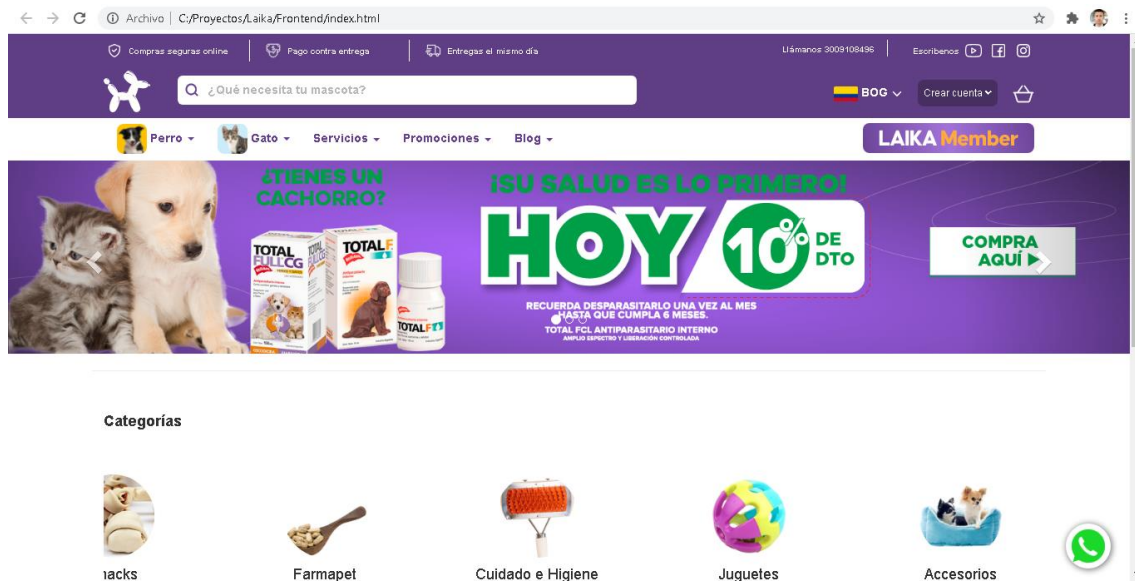 Archivo | C:/Proyectos/Laika/Frontend/index.html
Compras seguras online
Pago contra entrega
Entregas el mismo día
Llámanos 3009108496
Escribenos
¿Qué necesita tu mascota?
BOG
Crear cuenta
Perro
Gato
Servicios
Promociones
Blog
LAIKA Member
¿TIENES UN
CACHORRO?
TOTAL
FULL CG
TOTAL F
TOTAL F
¡SU SALUD ES LO PRIMERO!
HOY 10% DE
DTO
RECUERDA DESPARASITARLO UNA VEZ AL MES
HASTA QUE CUMPLA 6 MESES.
TOTAL FCL ANTIPARASITARIO INTERNO
AMPLIO ESPECTRO Y LIBERACIÓN CONTROLADA
COMPRA
AQUÍ
Categorías
nacks
Farmapet
Cuidado e Higiene
Juguetes
Accesorios